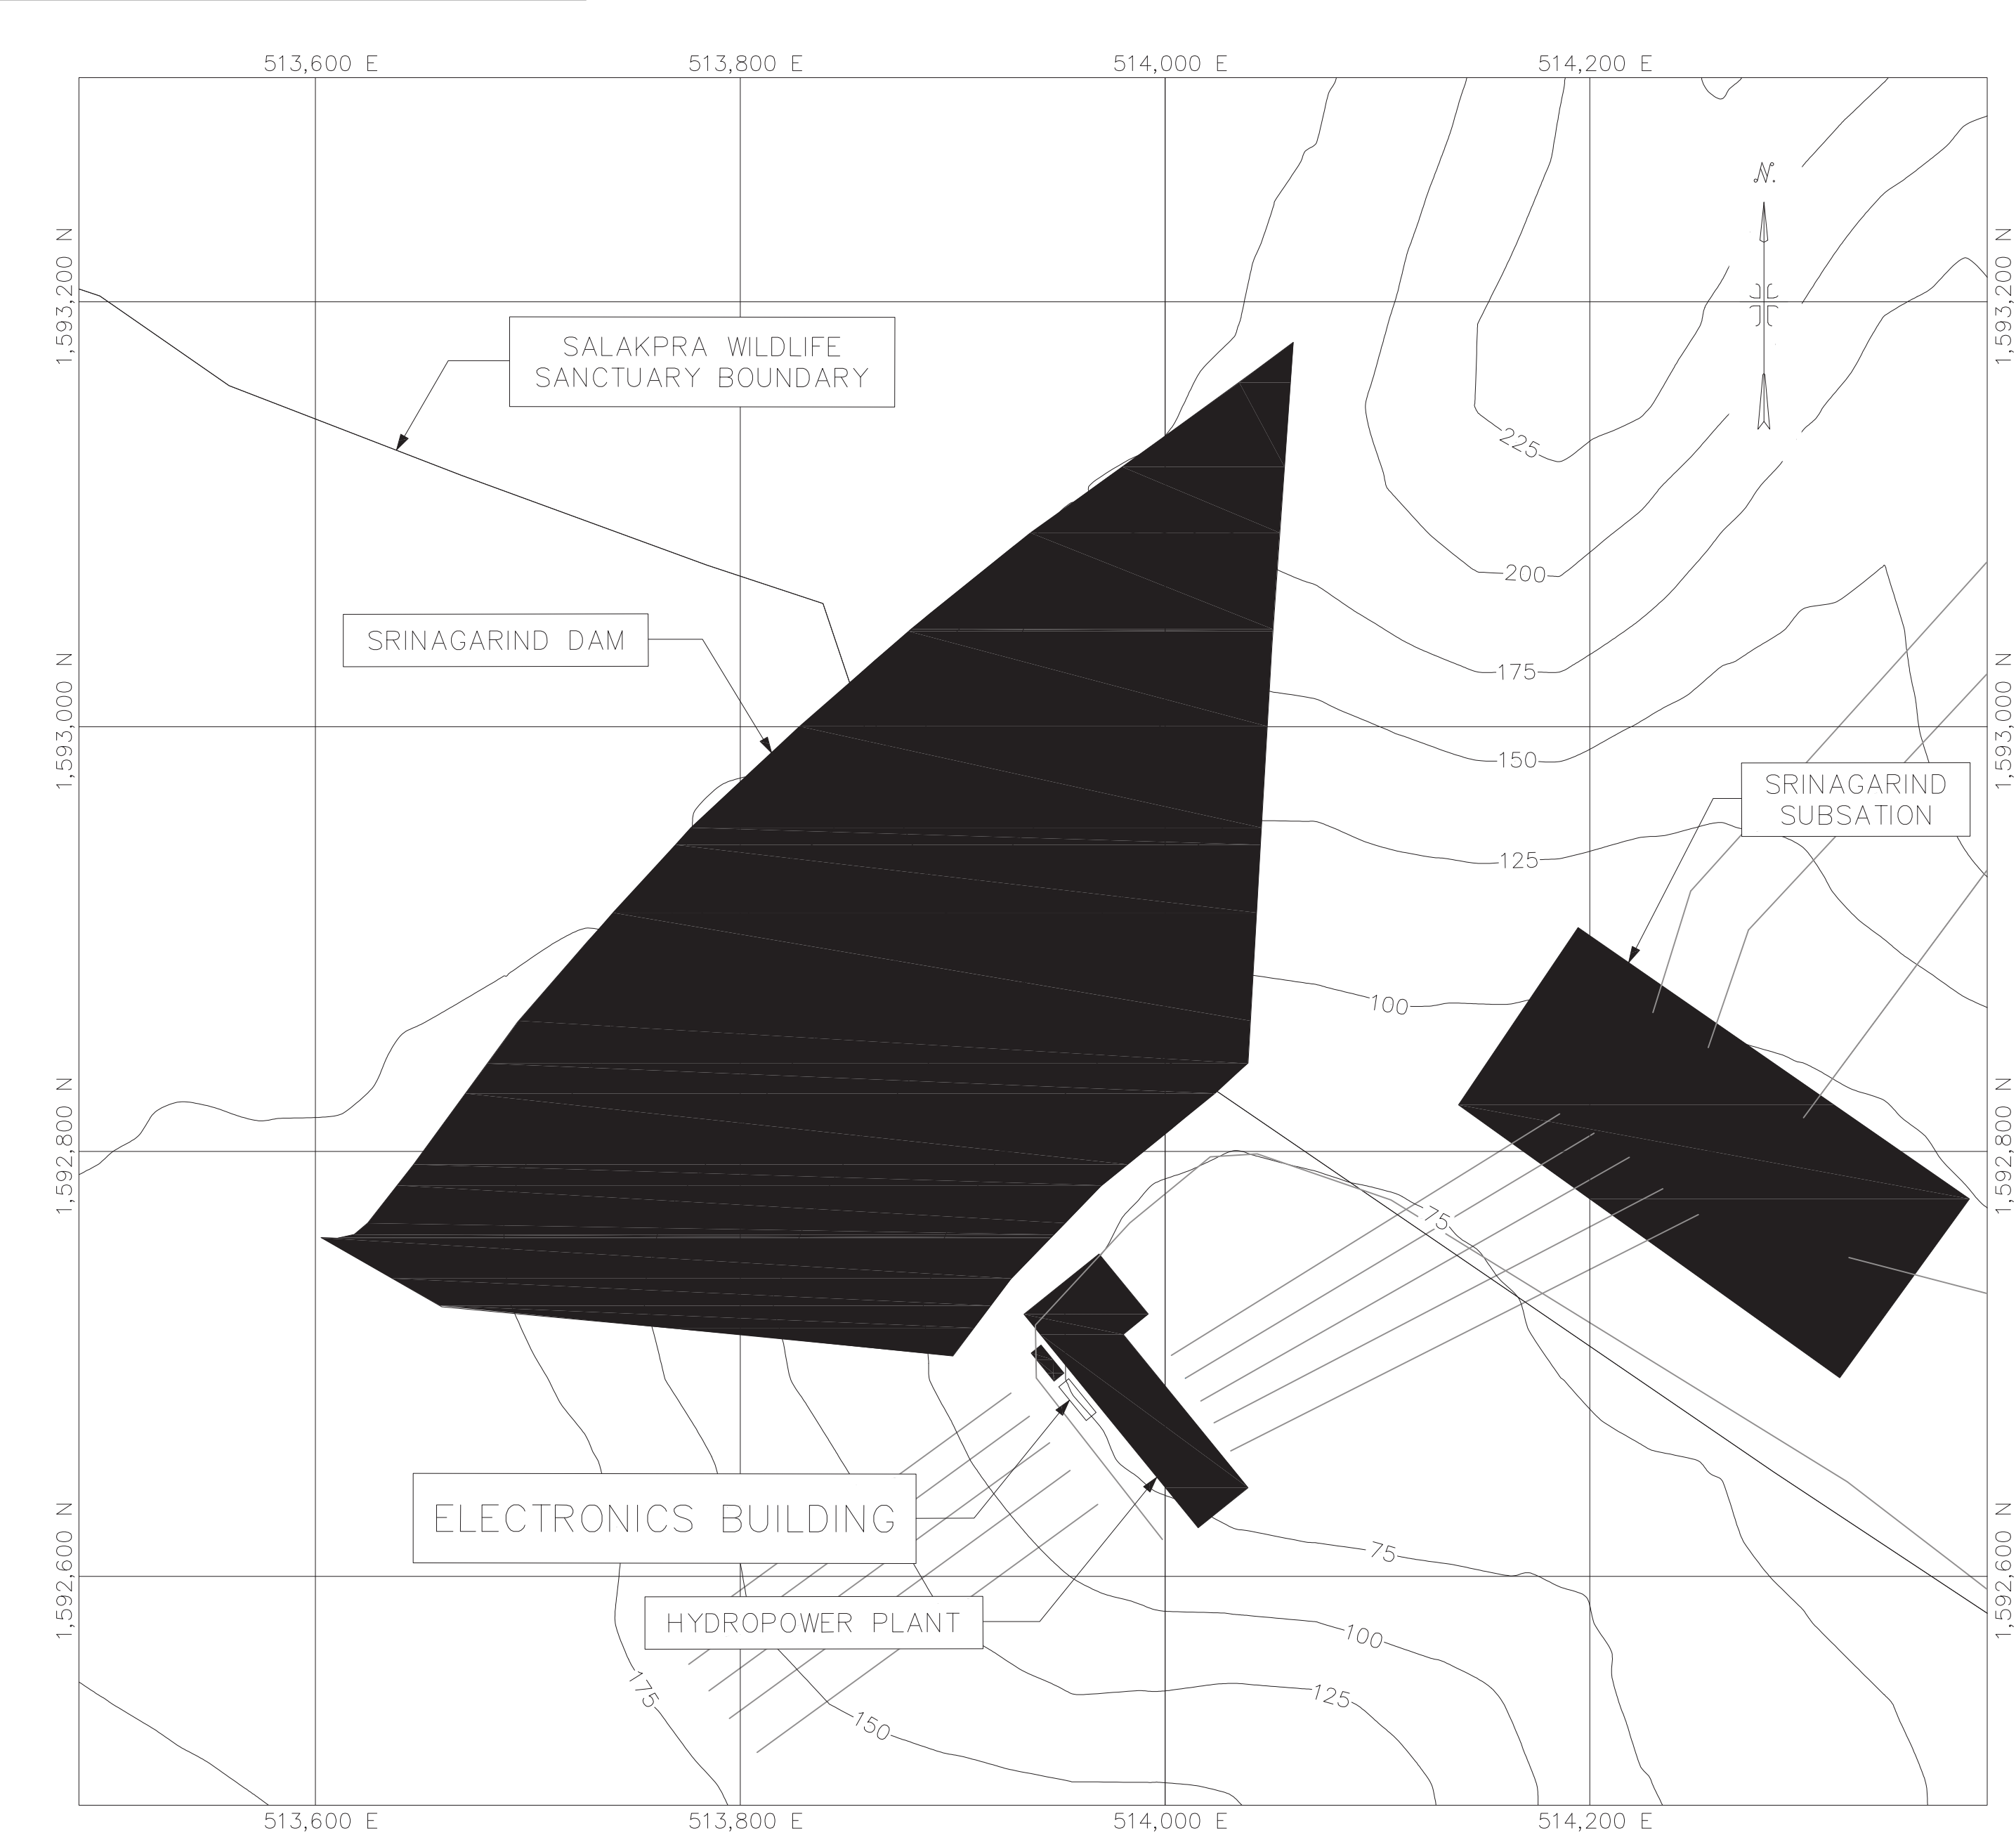 513,600 E
513,800 E
514,000 E
514,200 E
N.
1,593,200 N
1,593,200 N
SALAKPRA WILDLIFE
SANCTUARY BOUNDARY
225
200
SRINAGARIND DAM
175
1,593,000 N
1,593,000 N
150
SRINAGARIND
SUBSATION
125
100
1,592,800 N
1,592,800 N
75
ELECTRONICS BUILDING
75
1,592,600 N
1,592,600 N
HYDROPOWER PLANT
100
175
125
150
513,600 E
513,800 E
514,000 E
514,200 E